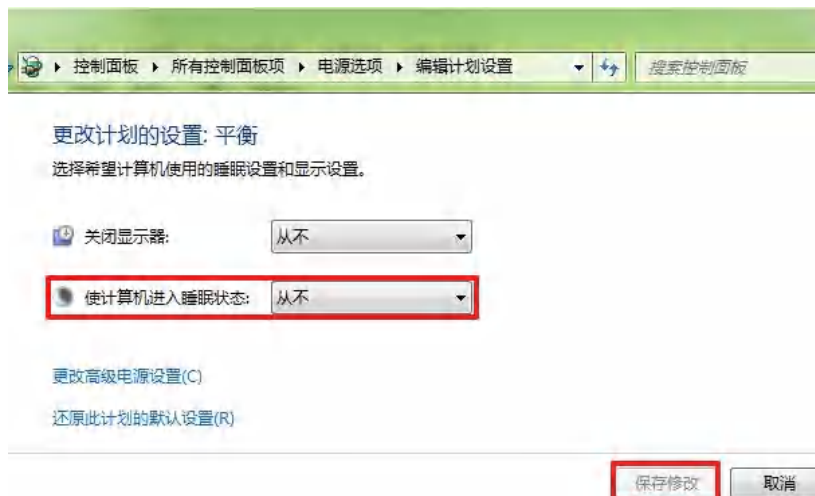 控制面板 ▸ 所有控制面板项 ▸ 电源选项 ▸ 编辑计划设置 搜索控制面板
更改计划的设置: 平衡
选择希望计算机使用的睡眠设置和显示设置。
关闭显示器: 从不
使计算机进入睡眠状态: 从不
更改高级电源设置(C)
还原此计划的默认设置(R)
保存修改 取消